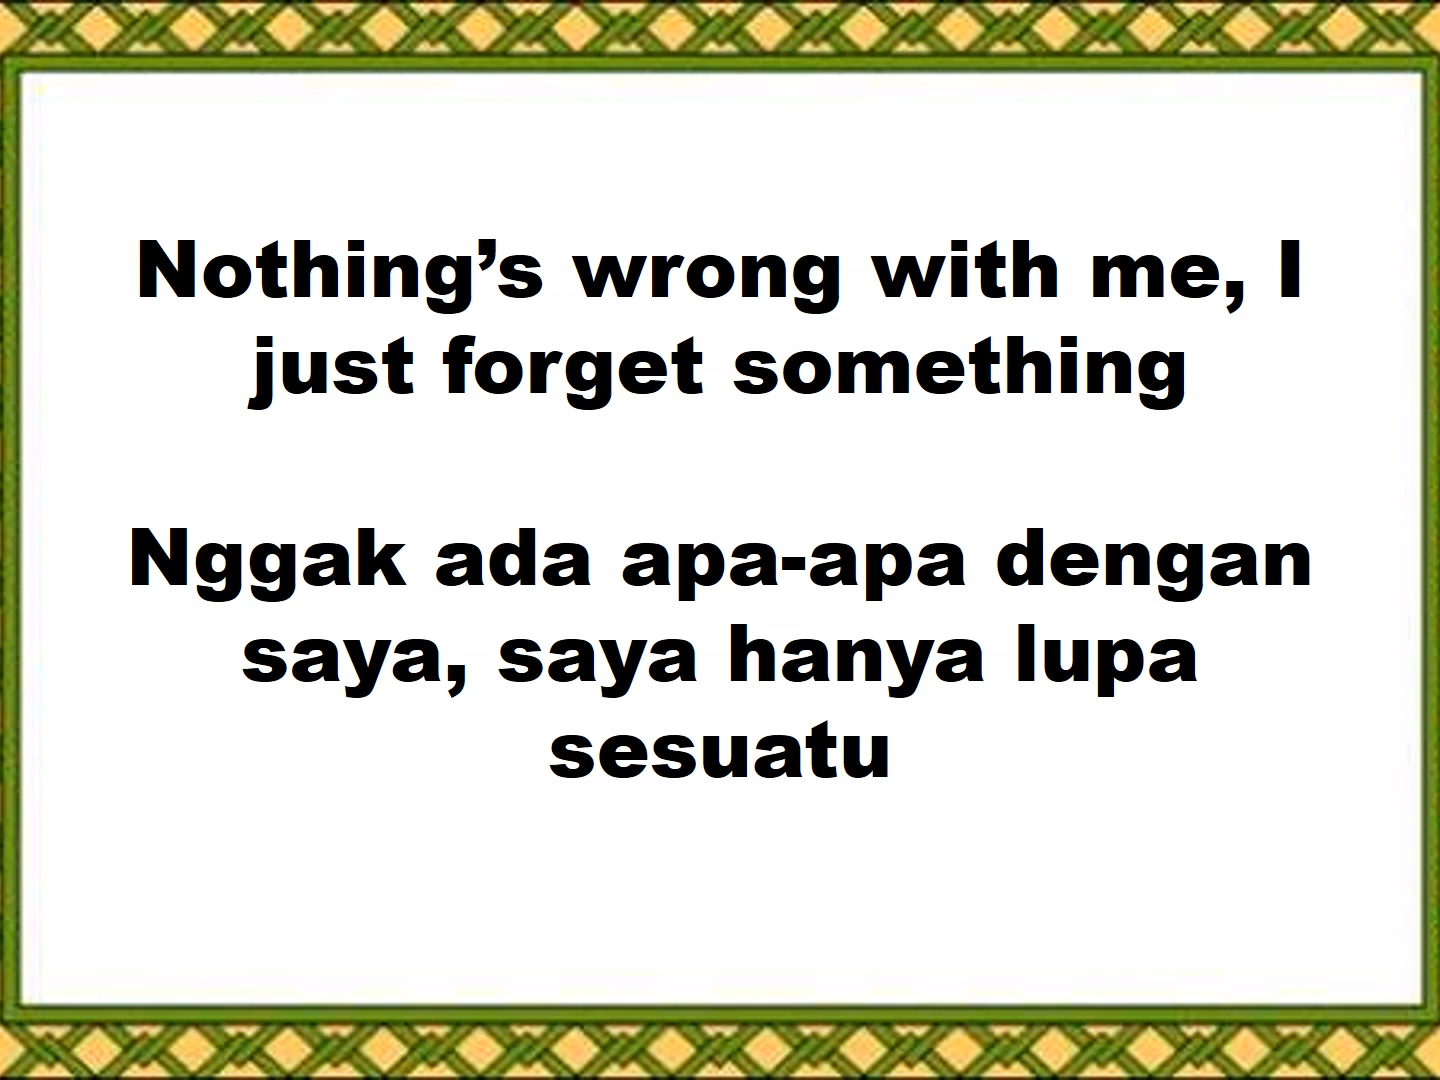 Nothing’s wrong with me, I
just forget something
Nggak ada apa-apa dengan
saya, saya hanya lupa
sesuatu